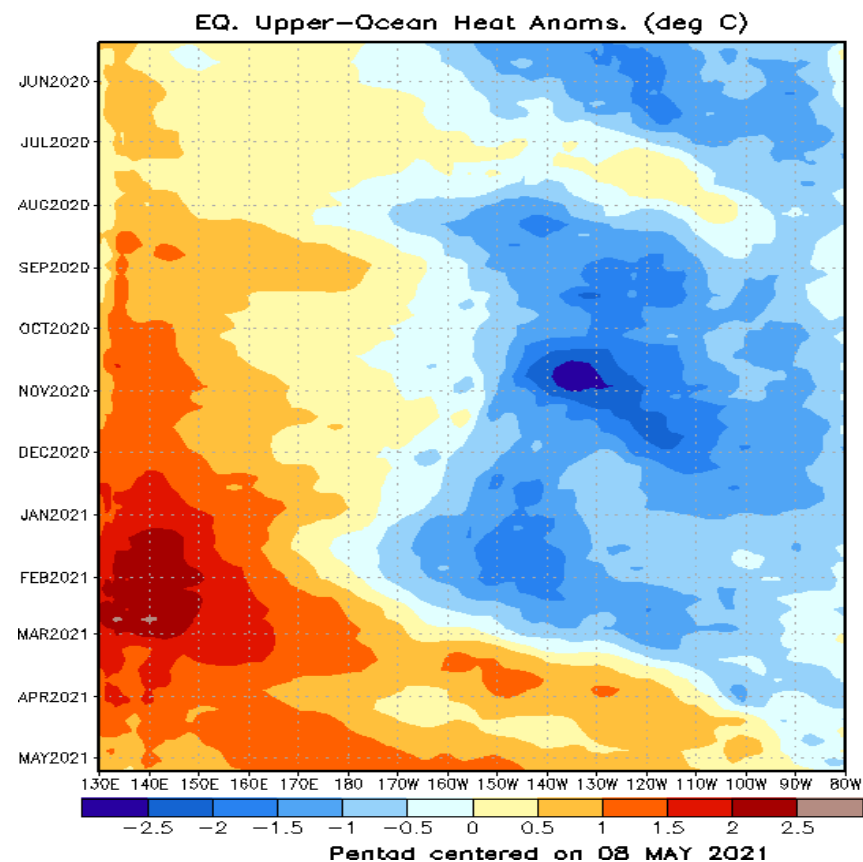 EQ. Upper-Ocean Heat Anams. (deg C)
JUN2020
JUL2020
AUG2020
SEP2020
OCT2020
NOV2020
DEC2020
JAN2021
FEB2021
MAR2021
APR2021
MAY2021
130E 140E 150E 160E 170E 180 170W 160W 150W 140W 130W 120W 110W 100W 90W 80W
-2.5 -2 -1.5 -1 -0.5 0 0.5 1 1.5 2 2.5
Pentad centered on 08 MAY 2021